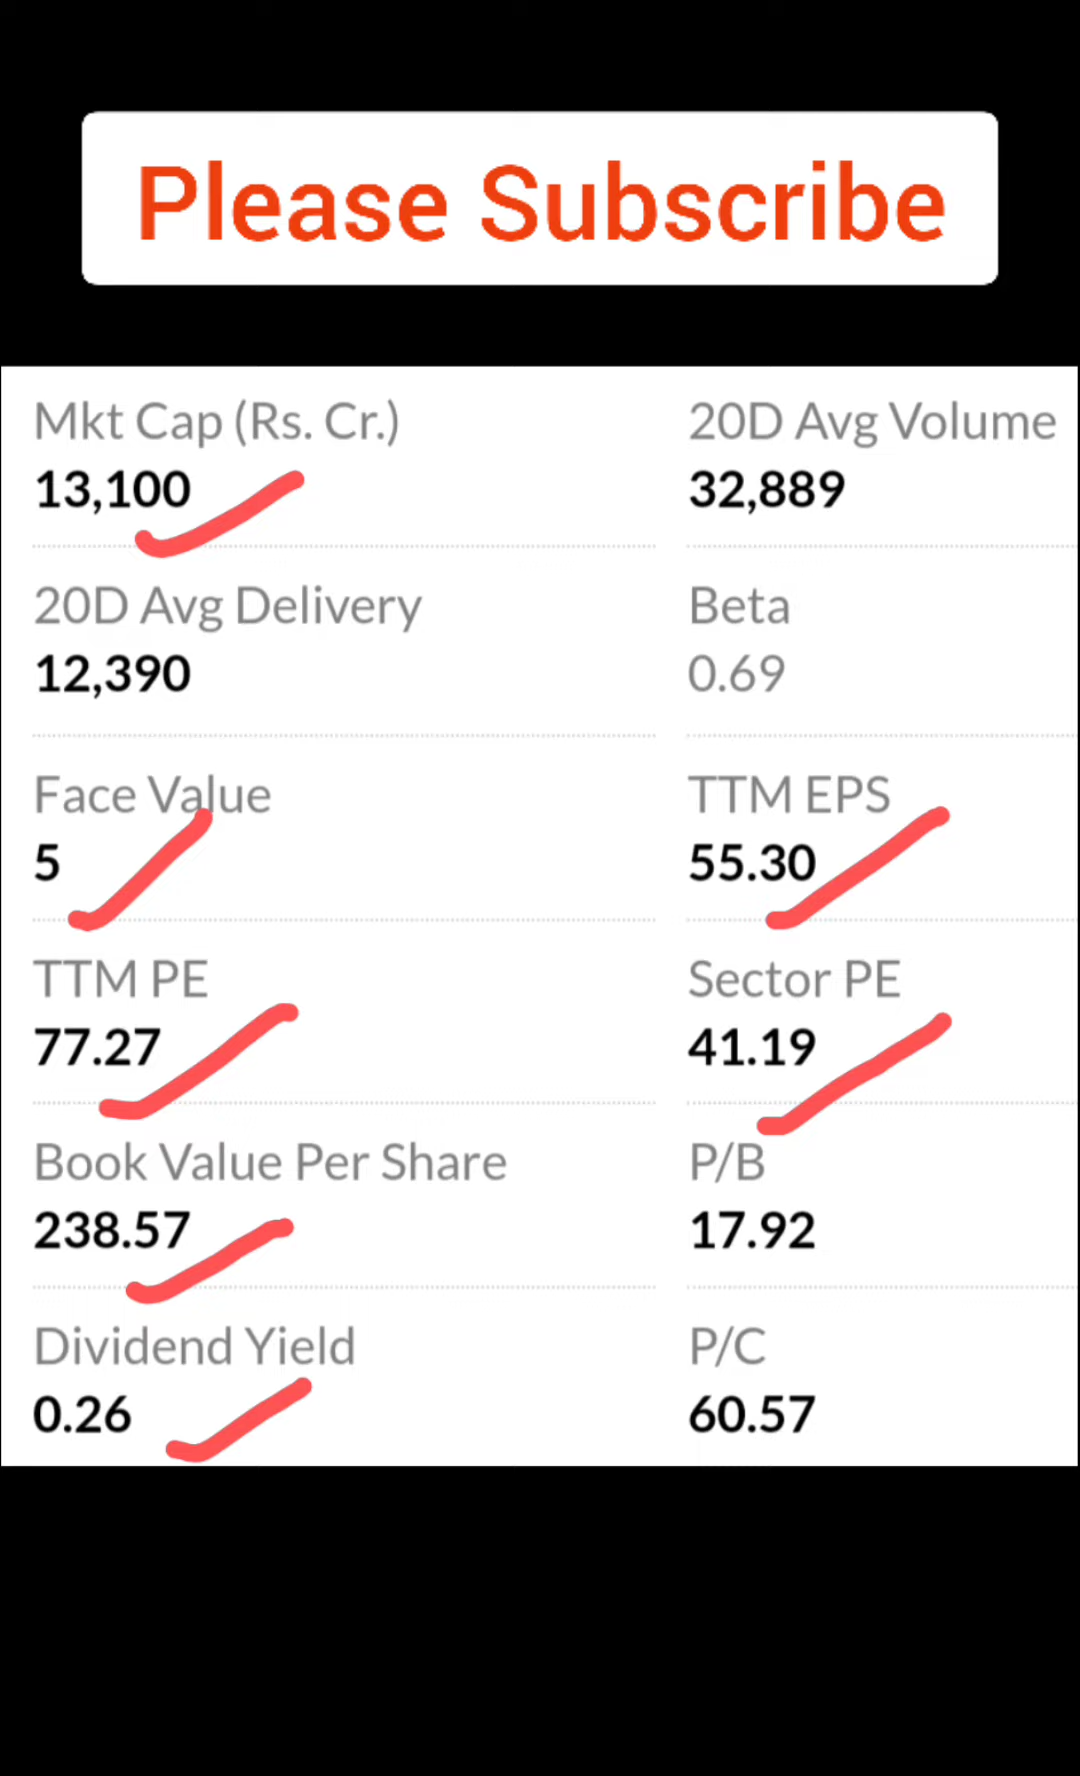 Please Subscribe
Mkt Cap (Rs. Cr.) 20D Avg Volume
13,100 32,889
20D Avg Delivery Beta
12,390 0.69
Face Value TTM EPS
5 55.30
TTM PE Sector PE
77.27 41.19
Book Value Per Share P/B
238.57 17.92
Dividend Yield P/C
0.26 60.57